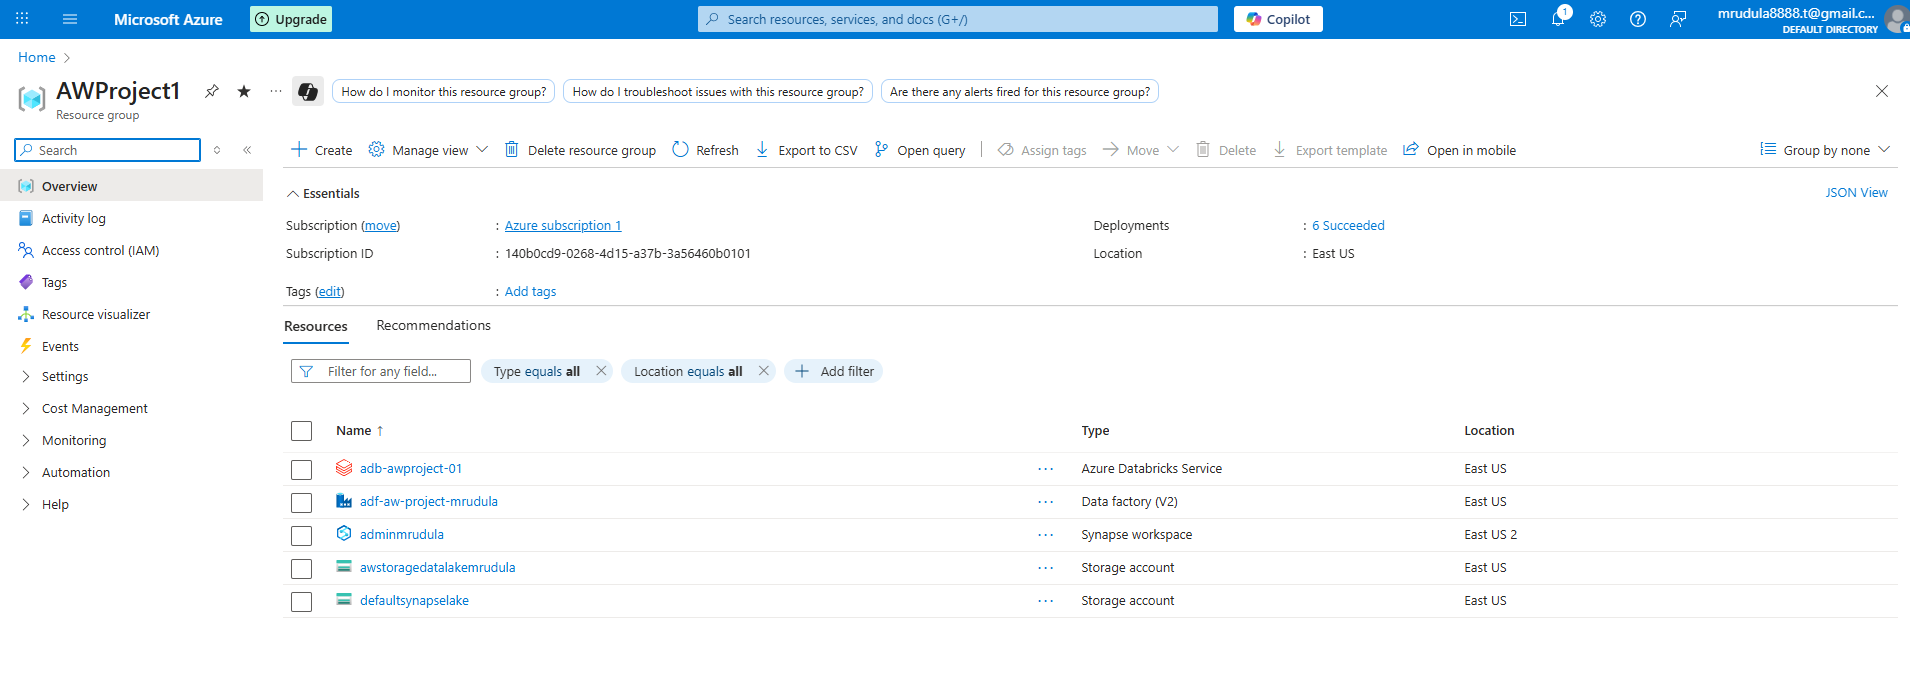 Microsoft Azure
Upgrade
Search resources, services, and docs (G+/)
Copilot
1
mrudula8888.t@gmail.c...
DEFAULT DIRECTORY
Home
AWProject1
Resource group
How do I monitor this resource group?
How do I troubleshoot issues with this resource group?
Are there any alerts fired for this resource group?
Search
Create
Manage view
Delete resource group
Refresh
Export to CSV
Open query
Assign tags
Move
Delete
Export template
Open in mobile
Group by none
Overview
Activity log
Access control (IAM)
Tags
Resource visualizer
Events
Settings
Cost Management
Monitoring
Automation
Help
Essentials
JSON View
Subscription (move) : Azure subscription 1
Deployments : 6 Succeeded
Subscription ID : 140b0cd9-0268-4d15-a37b-3a56460b0101
Location : East US
Tags (edit) : Add tags
Resources
Recommendations
Filter for any field...
Type equals all
Location equals all
Add filter
Name ↑ Type Location
adb-awproject-01 ... Azure Databricks Service East US
adf-aw-project-mrudula ... Data factory (V2) East US
adminmrudula ... Synapse workspace East US 2
awstoragedatalakemrudula ... Storage account East US
defaultsynapselake ... Storage account East US